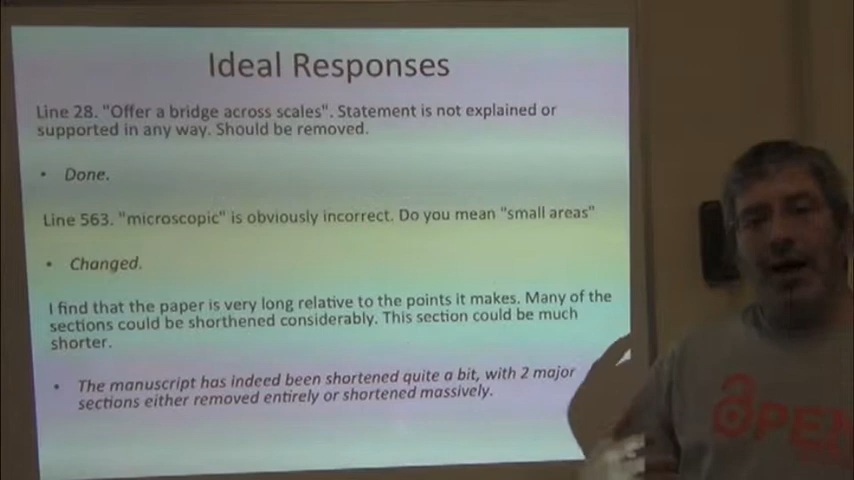 Ideal Responses
Line 28. "Offer a bridge across scales". Statement is not explained or
supported in any way. Should be removed.
• Done.
Line 563. "microscopic" is obviously incorrect. Do you mean "small areas"
• Changed.
I find that the paper is very long relative to the points it makes. Many of the
sections could be shortened considerably. This section could be much
shorter.
• The manuscript has indeed been shortened quite a bit, with 2 major
sections either removed entirely or shortened massively.
OPEN